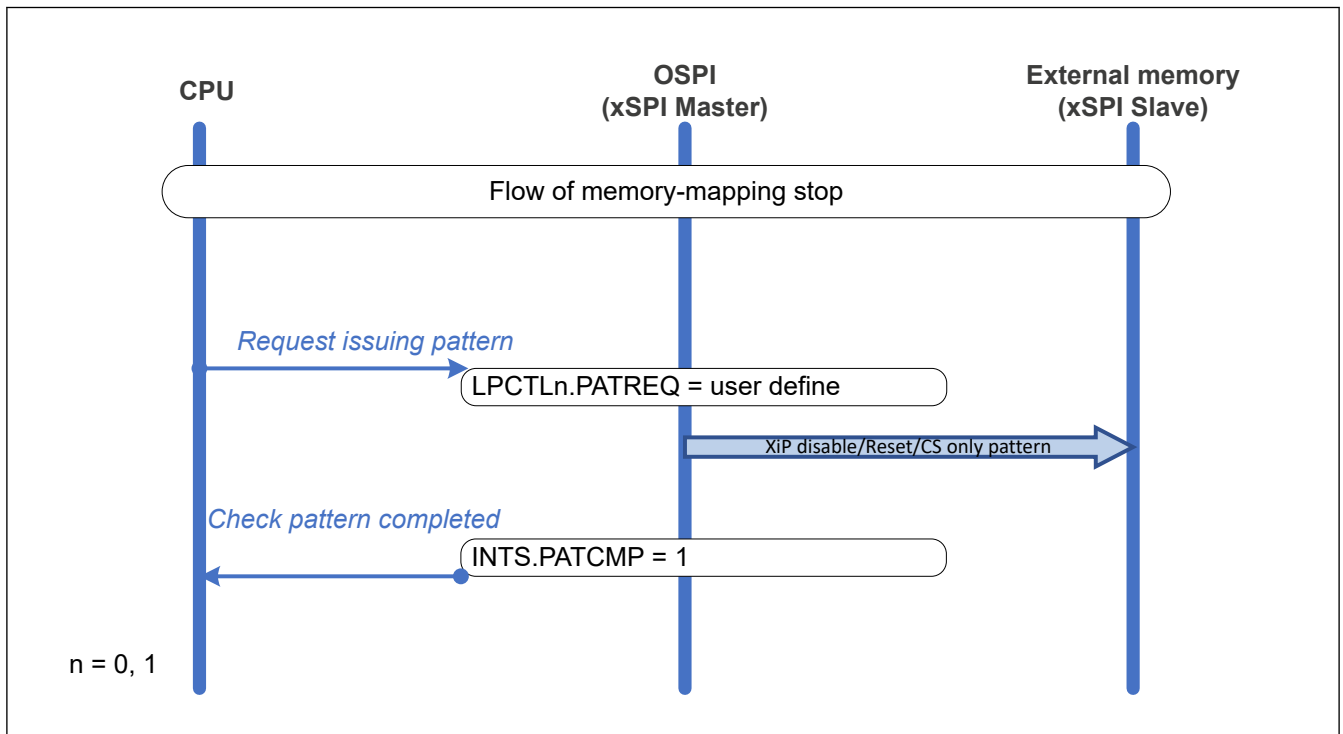 CPU
OSPI
(xSPI Master)
External memory
(xSPI Slave)
Flow of memory-mapping stop
Request issuing pattern
LPCTLn.PATREQ = user define
XiP disable/Reset/CS only pattern
Check pattern completed
INTS.PATCMP = 1
n = 0, 1